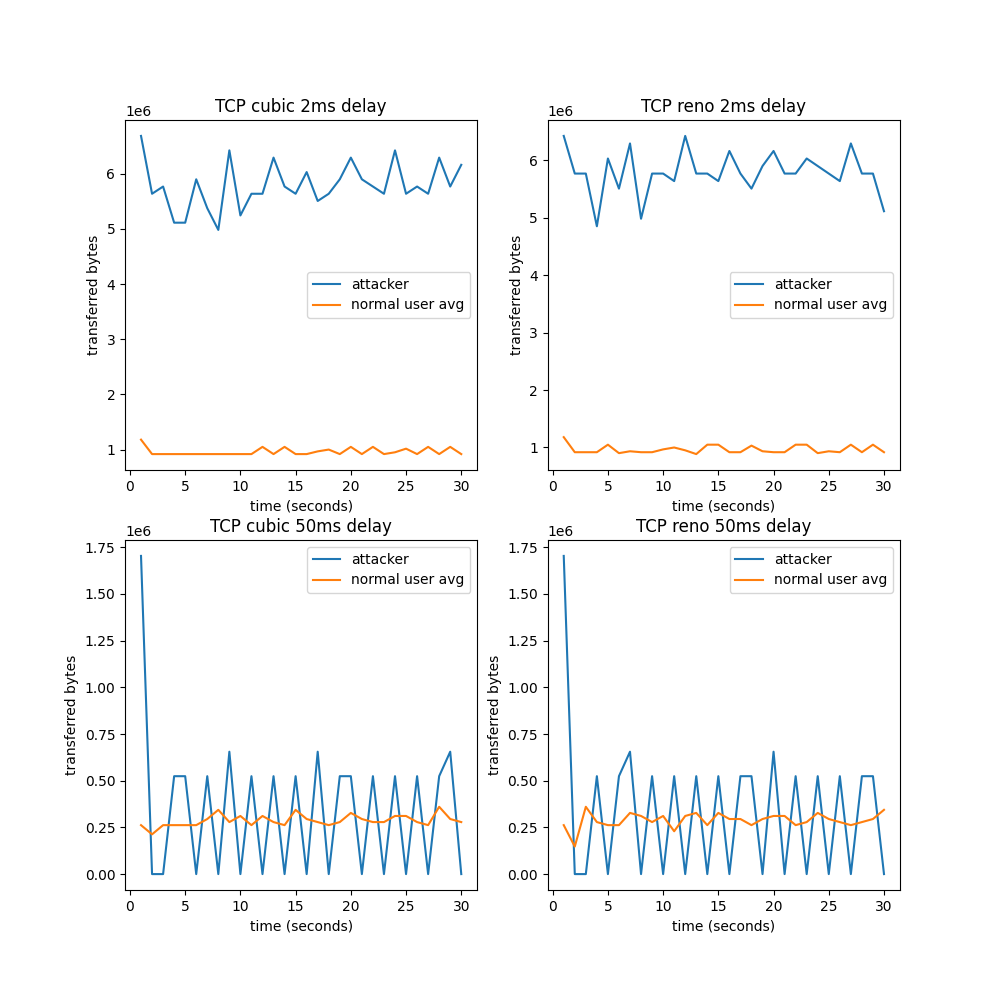 TCP cubic 2ms delay
1e6
transferred bytes
6
5
4
3
2
1
attacker
normal user avg
0 5 10 15 20 25 30
time (seconds)
TCP reno 2ms delay
1e6
transferred bytes
6
5
4
3
2
1
attacker
normal user avg
0 5 10 15 20 25 30
time (seconds)
TCP cubic 50ms delay
1e6
transferred bytes
1.75
1.50
1.25
1.00
0.75
0.50
0.25
0.00
attacker
normal user avg
0 5 10 15 20 25 30
time (seconds)
TCP reno 50ms delay
1e6
transferred bytes
1.75
1.50
1.25
1.00
0.75
0.50
0.25
0.00
attacker
normal user avg
0 5 10 15 20 25 30
time (seconds)